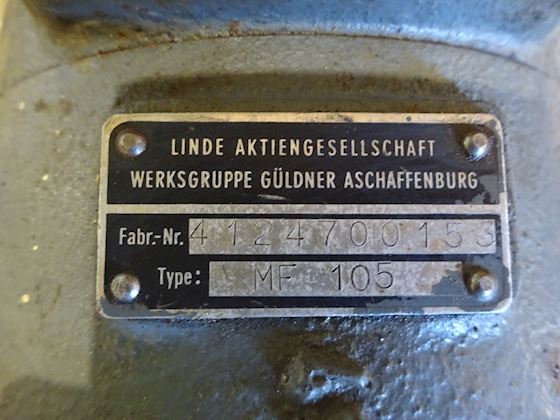 LINDE AKTIENGESELLSCHAFT
WERKSGRUPPE GÜLDNER ASCHAFFENBURG
Fabr.-Nr. 4124700153
Type: MF 105